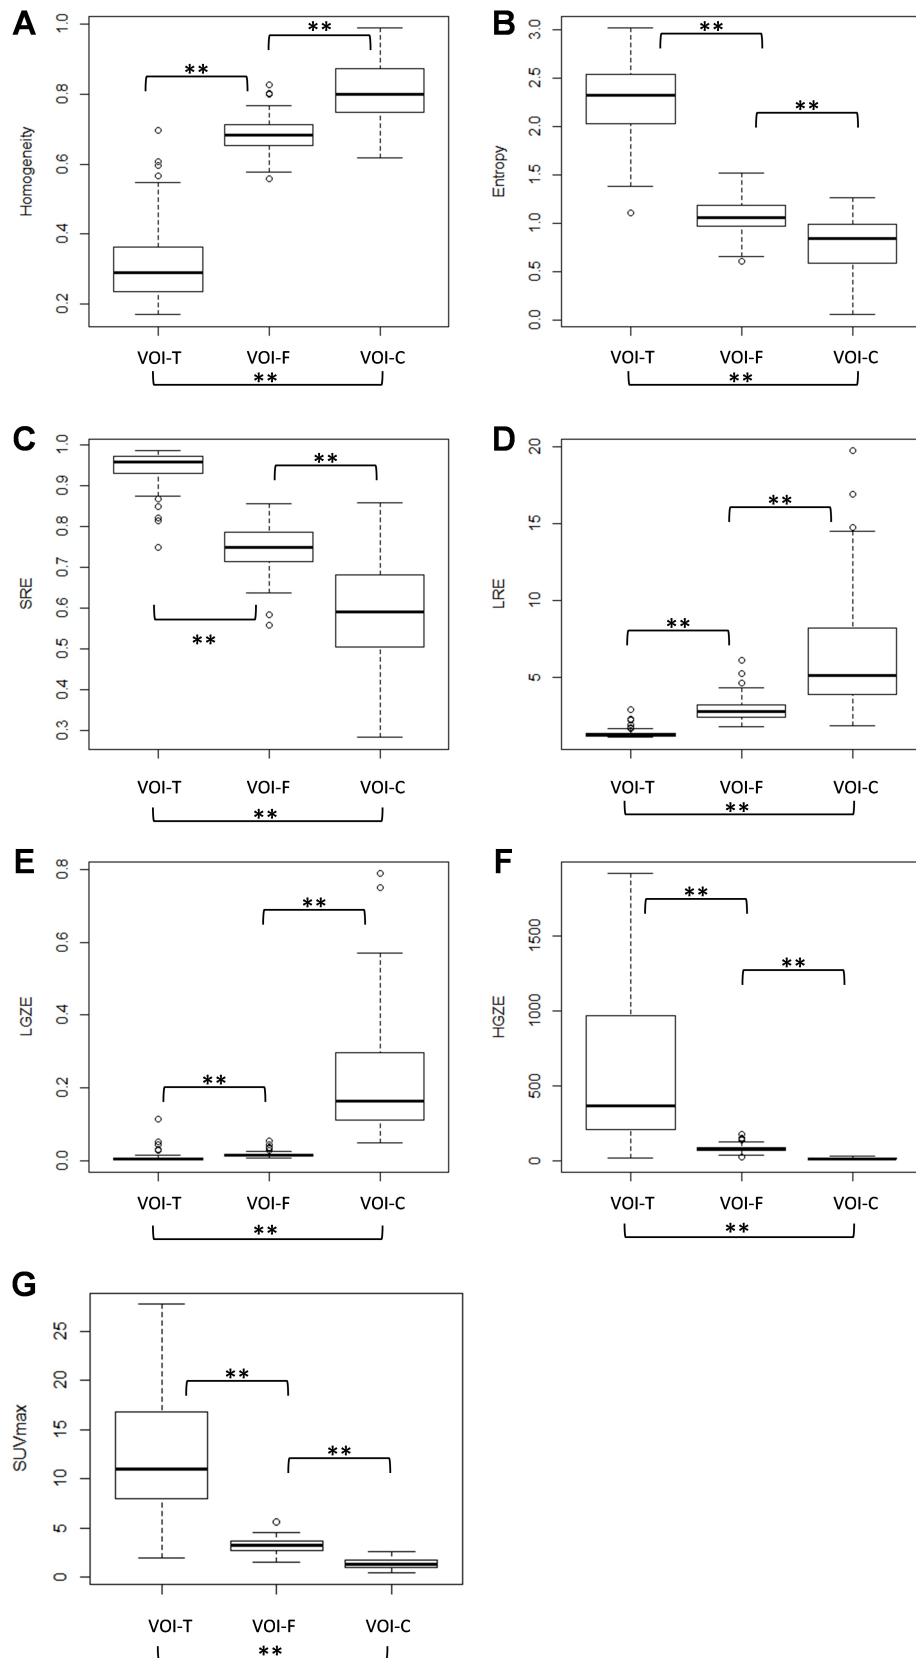 A
Homogeneity
0.2 0.4 0.6 0.8 1.0
**
**
VOI-T VOI-F VOI-C
**
B
Entropy
0.0 0.5 1.0 1.5 2.0 2.5 3.0
**
**
VOI-T VOI-F VOI-C
**
C
SRE
0.3 0.4 0.5 0.6 0.7 0.8 0.9 1.0
**
**
VOI-T VOI-F VOI-C
**
D
LRE
5 10 15 20
**
**
VOI-T VOI-F VOI-C
**
E
LGZE
0.0 0.2 0.4 0.6 0.8
**
**
VOI-T VOI-F VOI-C
**
F
HGZE
0 500 1000 1500
**
**
VOI-T VOI-F VOI-C
**
G
SUVmax
0 5 10 15 20 25
**
**
VOI-T VOI-F VOI-C
**